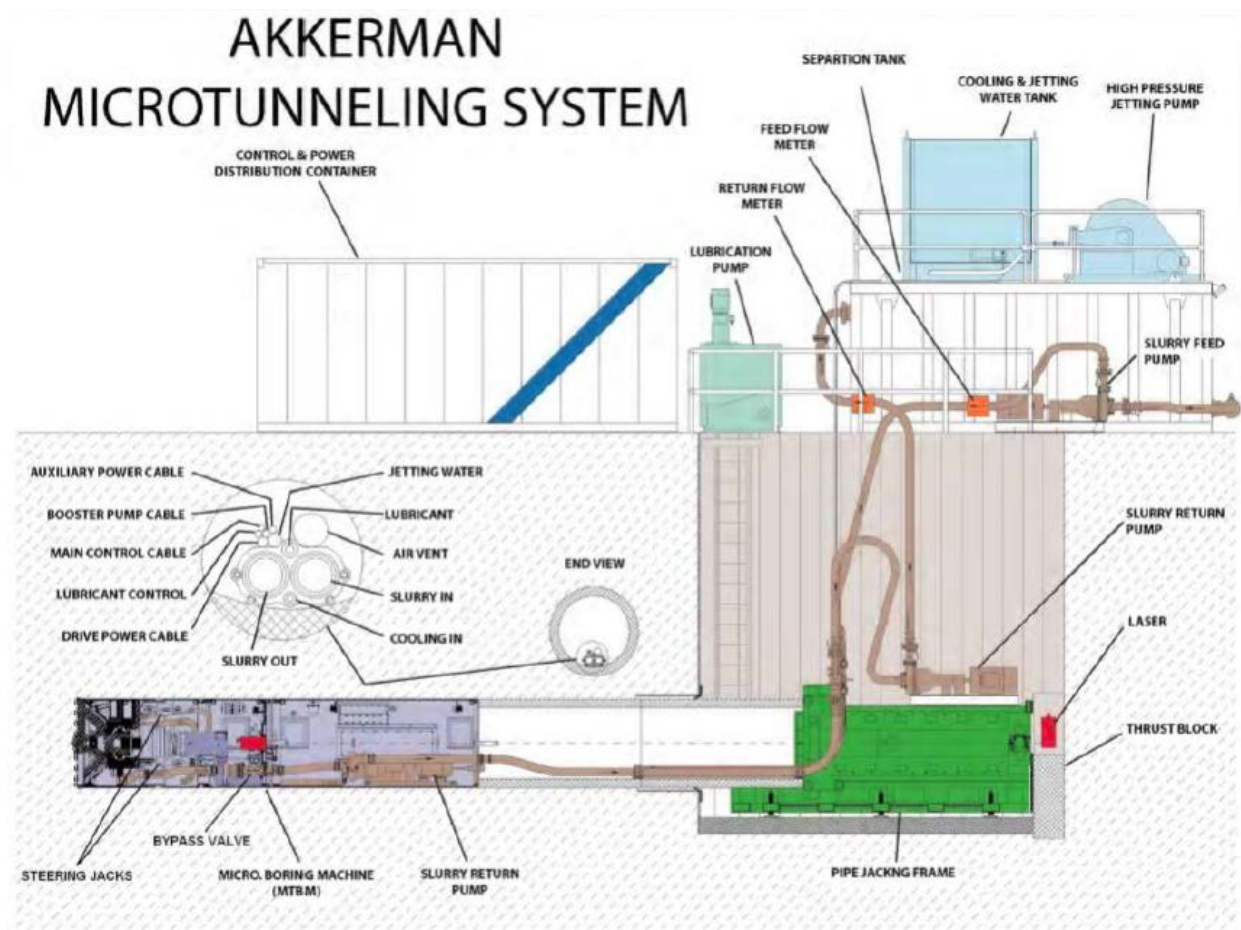 AKKERMAN
MICROTUNNELING SYSTEM
CONTROL & POWER
DISTRIBUTION CONTAINER
SEPARTION TANK
COOLING & JETTING
WATER TANK
HIGH PRESSURE
JETTING PUMP
FEED FLOW
METER
RETURN FLOW
METER
LUBRICATION
PUMP
SLURRY FEED
PUMP
AUXILIARY POWER CABLE
JETTING WATER
BOOSTER PUMP CABLE
LUBRICANT
MAIN CONTROL CABLE
AIR VENT
LUBRICANT CONTROL
SLURRY IN
DRIVE POWER CABLE
COOLING IN
SLURRY OUT
END VIEW
SLURRY RETURN
PUMP
LASER
THRUST BLOCK
BYPASS VALVE
STEERING JACKS
MICRO. BORING MACHINE
(MTBM)
SLURRY RETURN
PUMP
PIPE JACKNG FRAME